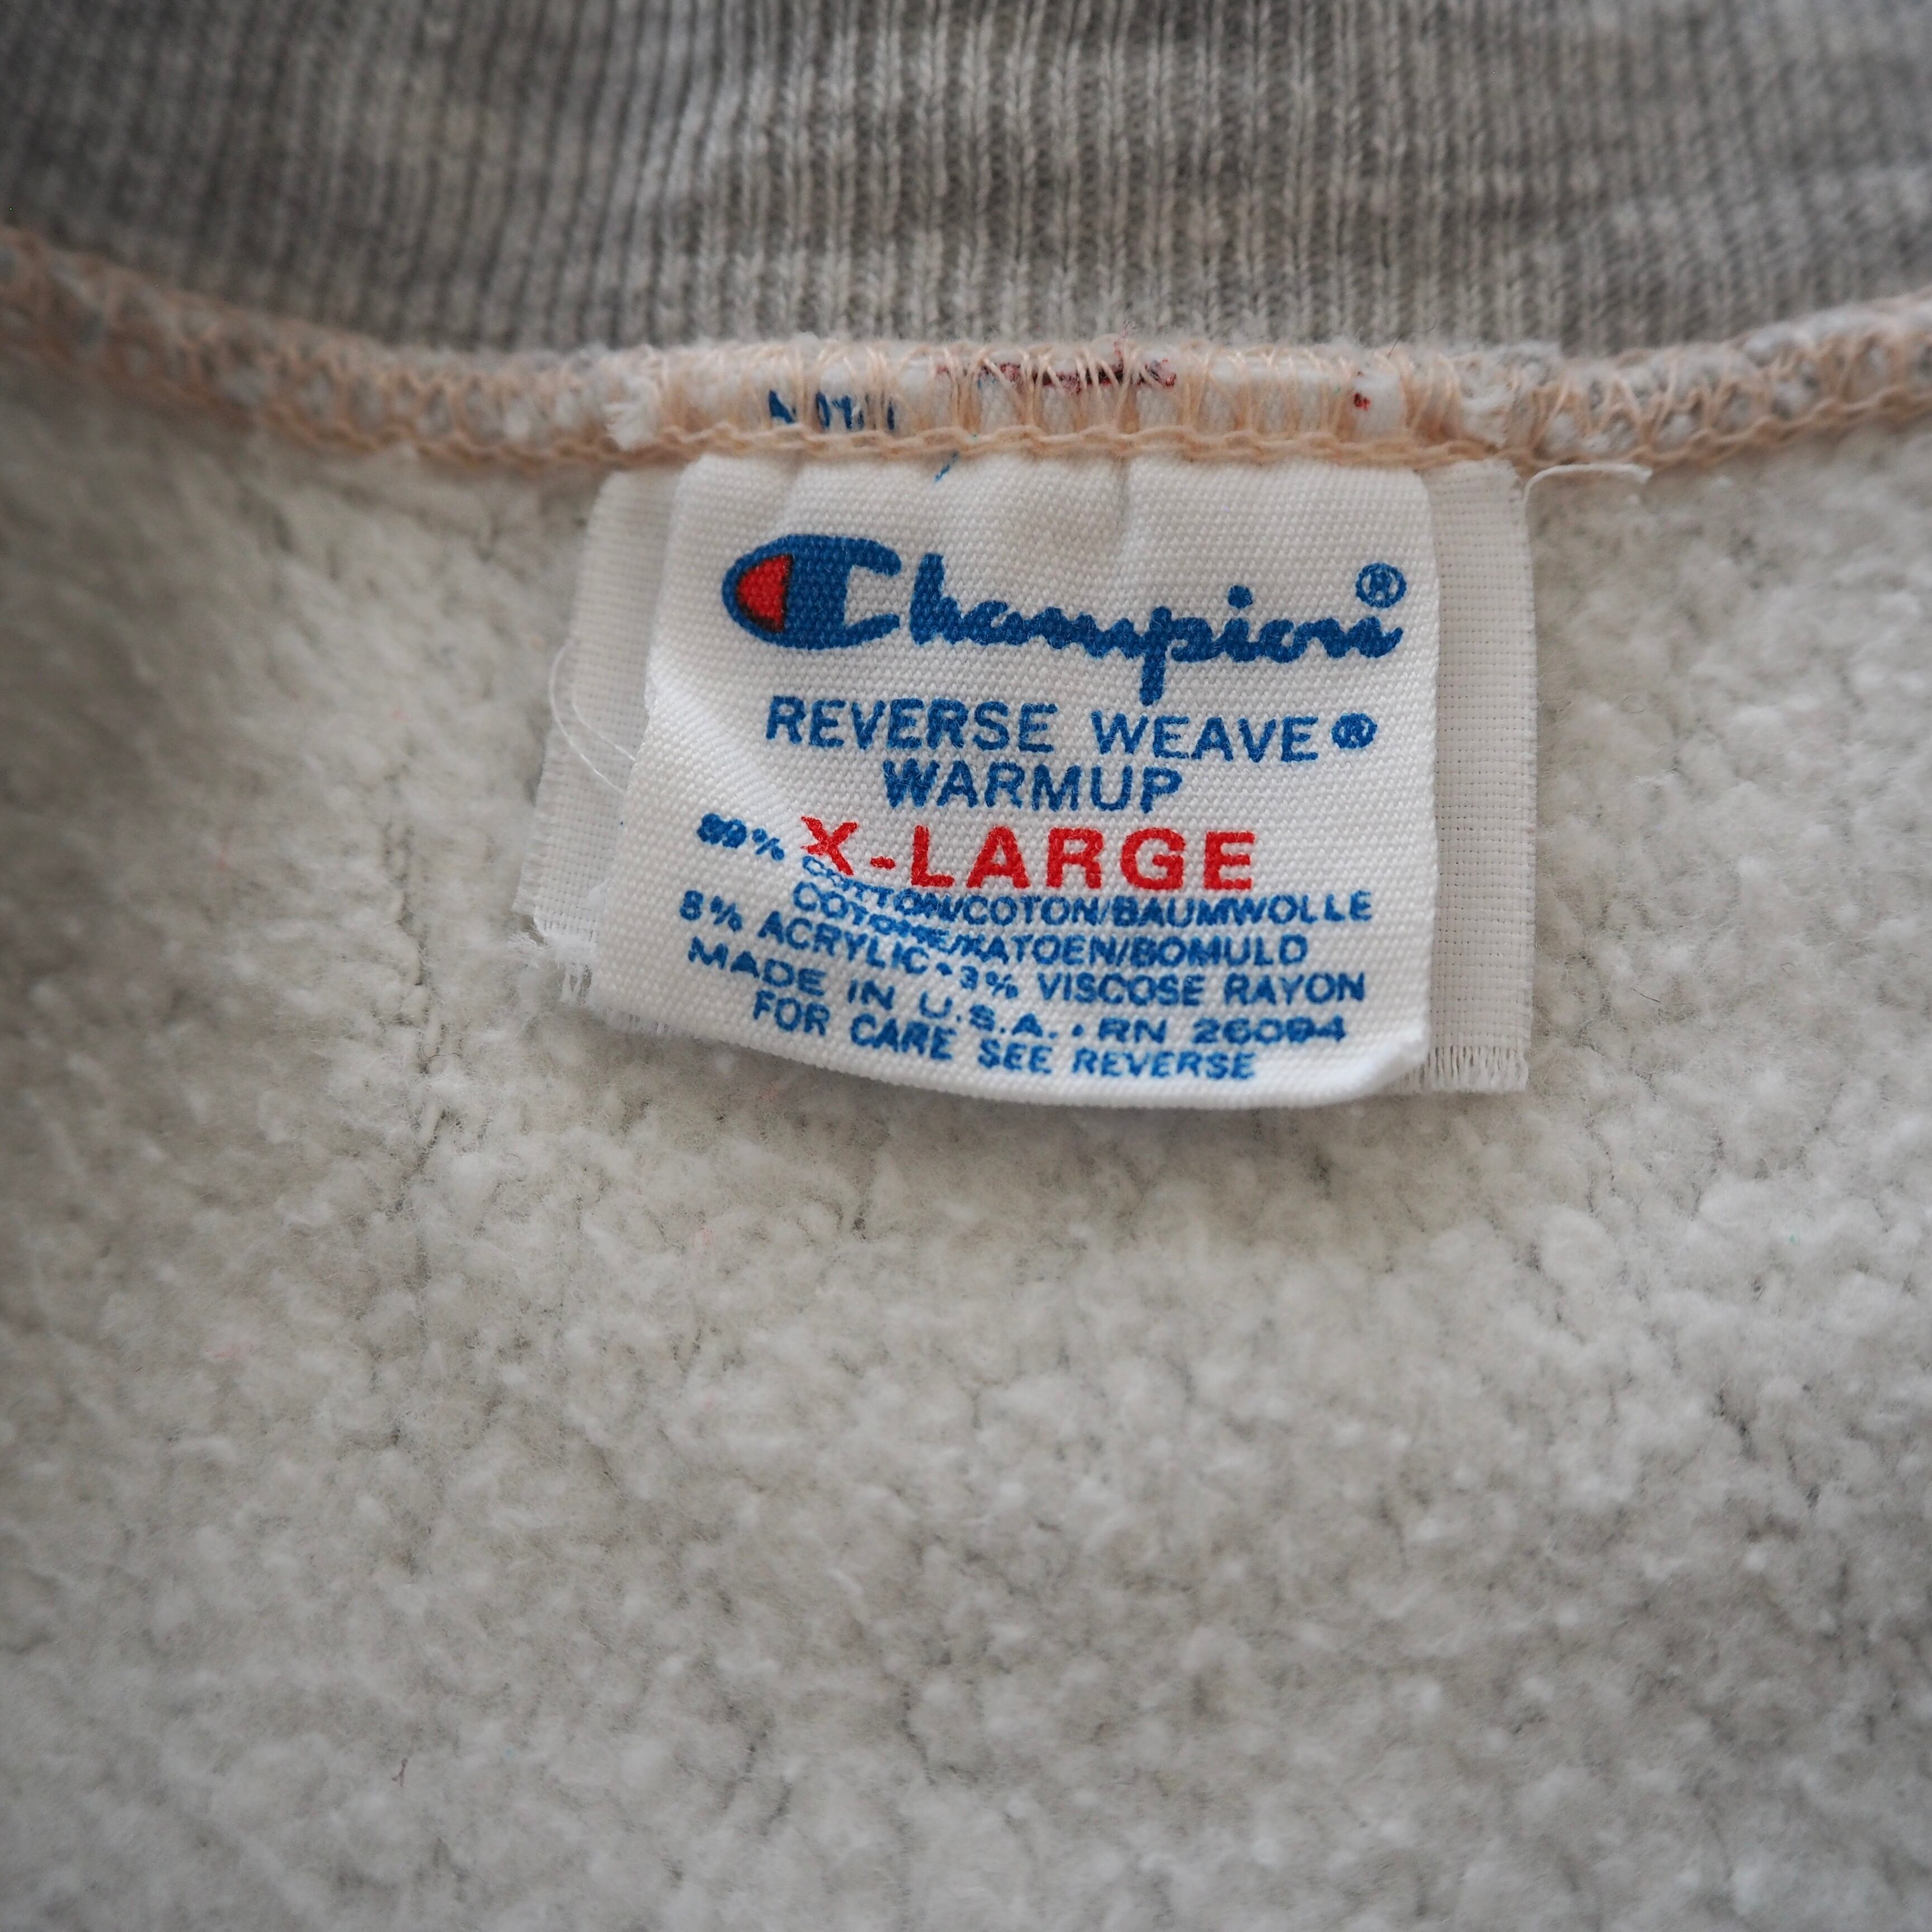 Champion®
REVERSE WEAVE®
WARMUP
X-LARGE
89% COTTON/COTON/BAUMWOLLE
COTONE/KATOEN/BOMULD
8% ACRYLIC • 3% VISCOSE RAYON
MADE IN U.S.A. • RN 26094
FOR CARE SEE REVERSE